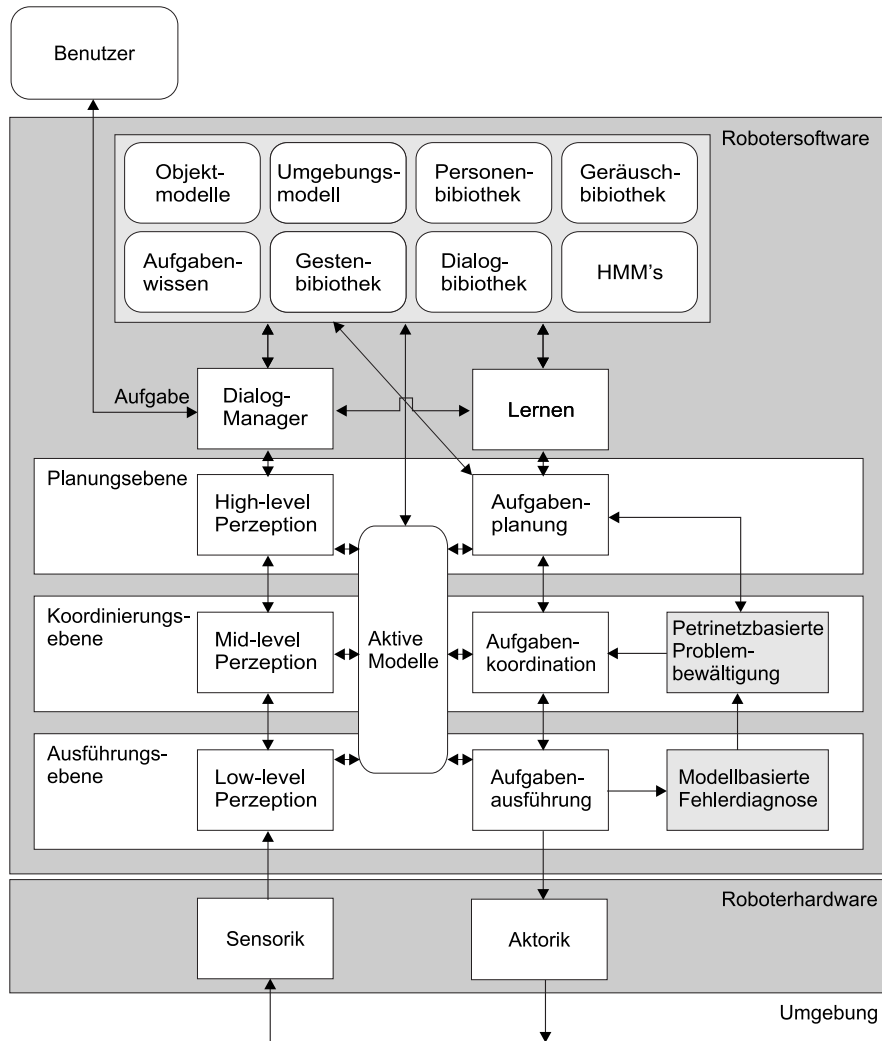 Benutzer
Robotersoftware
Objekt-
modelle
Umgebungs-
modell
Personen-
bibiothek
Geräusch-
bibiothek
Aufgaben-
wissen
Gesten-
bibiothek
Dialog-
bibiothek
HMM's
Aufgabe
Dialog-
Manager
Lernen
Planungsebene
High-level
Perzeption
Aufgaben-
planung
Koordinierungs-
ebene
Mid-level
Perzeption
Aktive
Modelle
Aufgaben-
koordination
Petrinetzbasierte
Problem-
bewältigung
Ausführungs-
ebene
Low-level
Perzeption
Aufgaben-
ausführung
Modellbasierte
Fehlerdiagnose
Roboterhardware
Sensorik
Aktorik
Umgebung